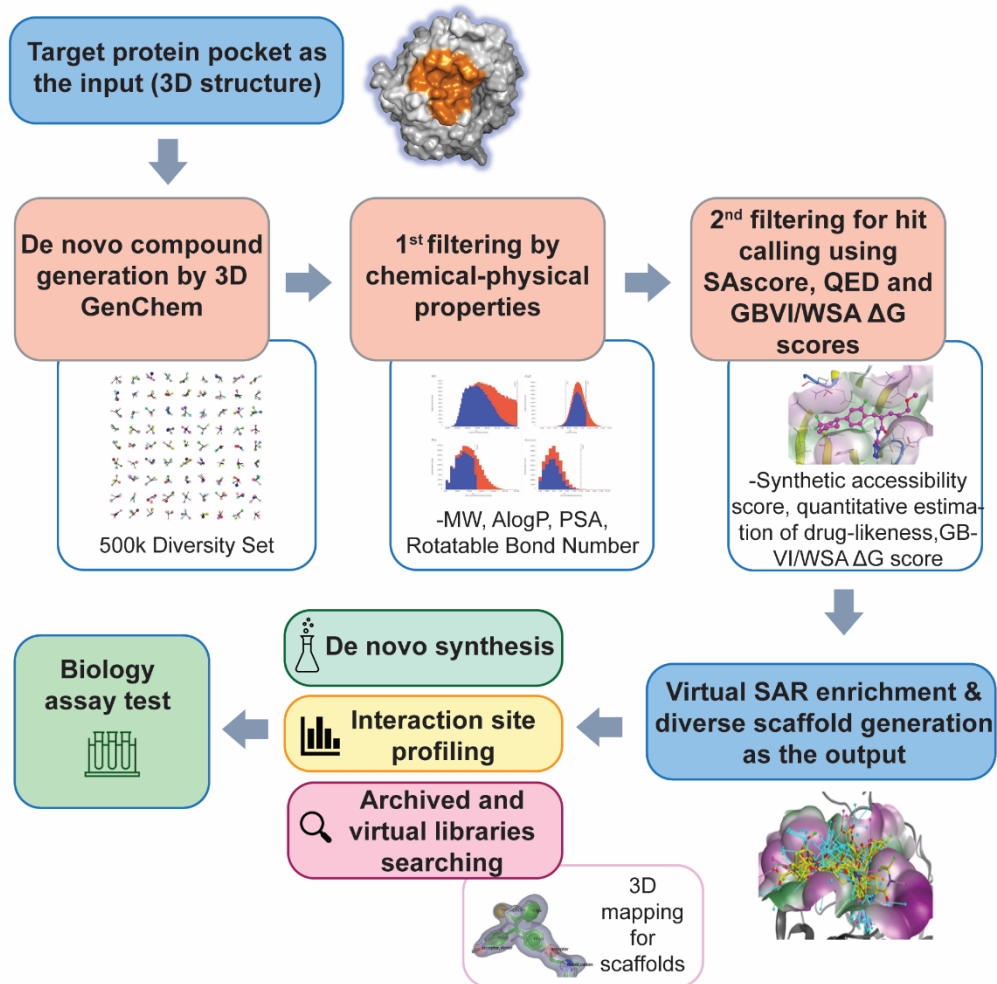 Target protein pocket as
the input (3D structure)
De novo compound
generation by 3D
GenChem
500k Diversity Set
1st filtering by
chemical-physical
properties
-MW, AlogP, PSA,
Rotatable Bond Number
2nd filtering for hit
calling using
SAscore, QED and
GBVI/WSA ΔG
scores
-Synthetic accessibility
score, quantitative estima-
tion of drug-likeness,GB-
VI/WSA ΔG score
Virtual SAR enrichment &
diverse scaffold generation
as the output
De novo synthesis
Interaction site
profiling
Archived and
virtual libraries
searching
3D
mapping
for
scaffolds
Biology
assay test